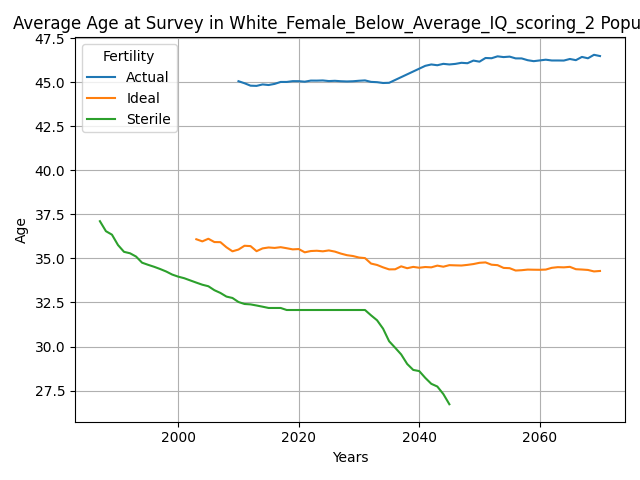 Average Age at Survey in White_Female_Below_Average_IQ_scoring_2 Popu
47.5
45.0
42.5
40.0
37.5
35.0
32.5
30.0
27.5
Age
Fertility
Actual
Ideal
Sterile
2000
2020
2040
2060
Years